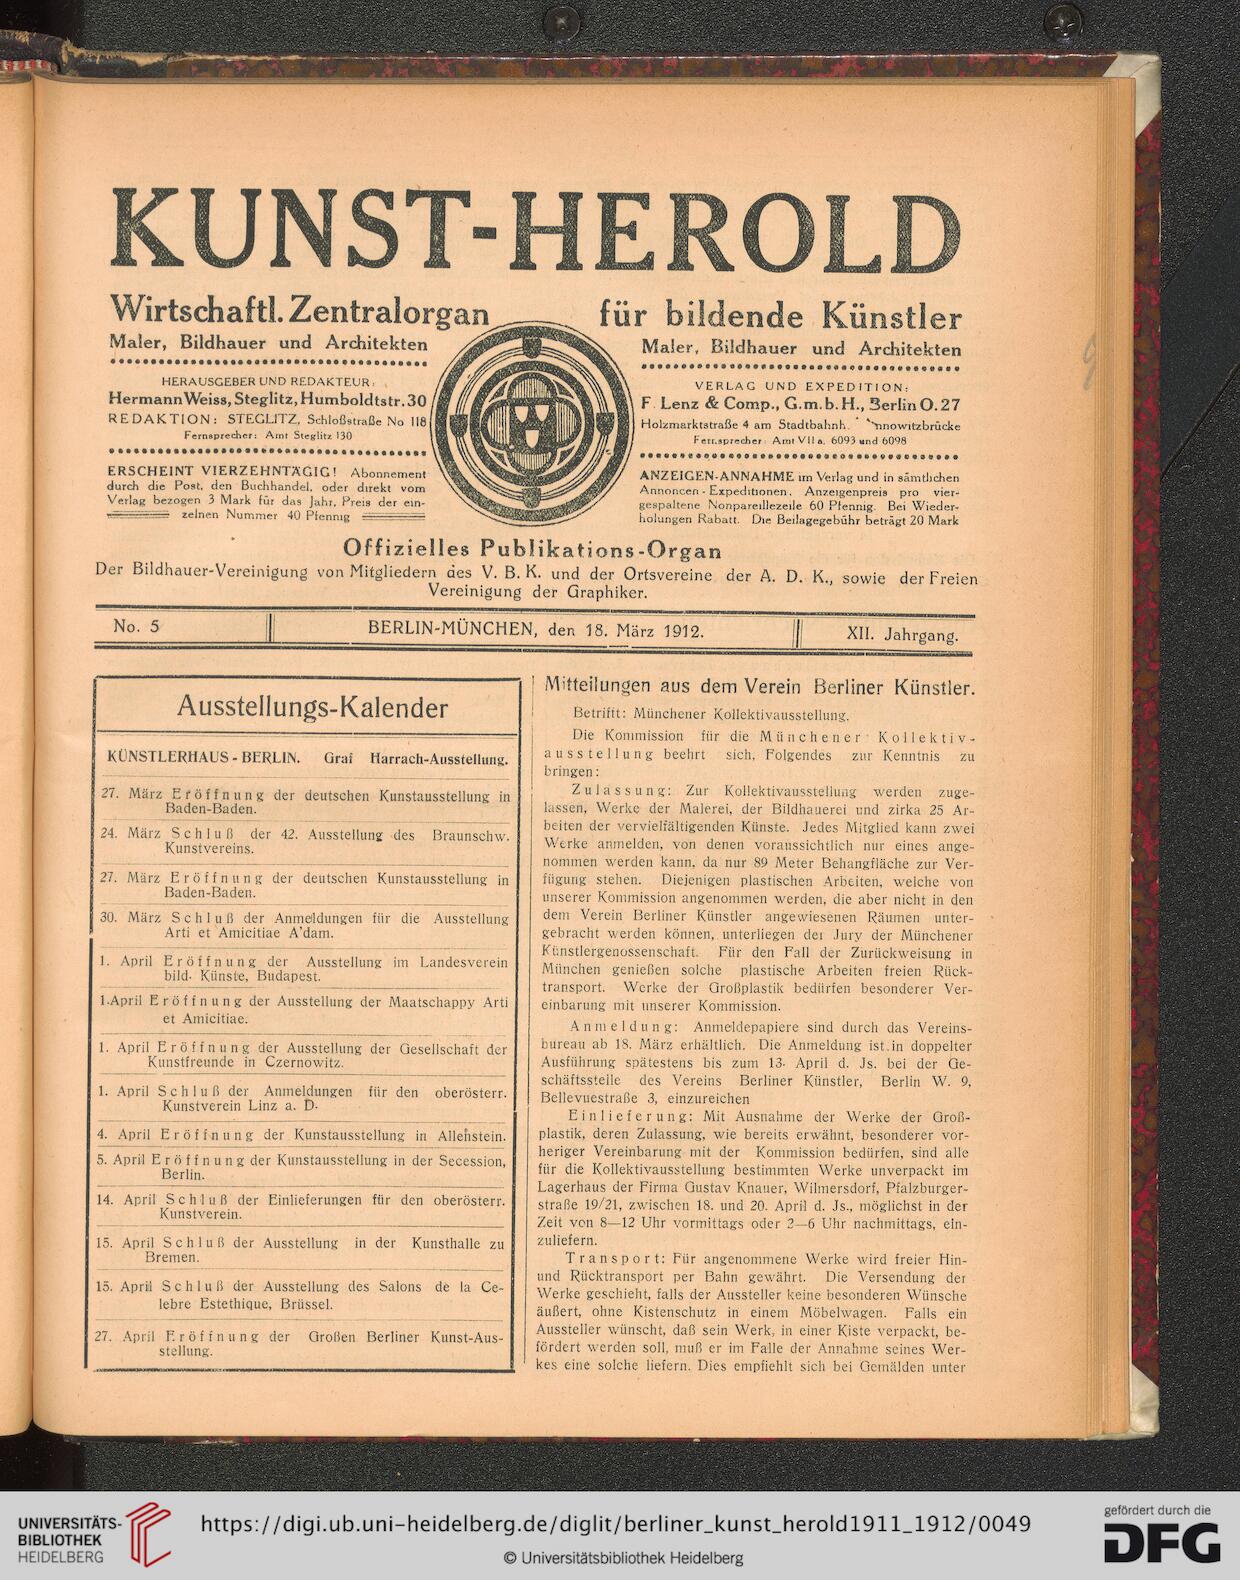 KUNST-HEROLD
Wirtschaftl. Zentralorgan für bildende Künstler
Maler, Bildhauer und Architekten
HERAUSGEBER UND REDAKTEUR:
Hermann Weiss, Steglitz, Humboldtstr. 30
REDAKTION: STEGLITZ, Schloßstraße No 118
Fernsprecher: Amt Steglitz 130
ERSCHEINT VIERZEHNTÄGIG! Abonnement
durch die Post, den Buchhandel, oder direkt vom
Verlag bezogen 3 Mark für das Jahr. Preis der ein-
zelnen Nummer 40 Pfennig
Maler, Bildhauer und Architekten
VERLAG UND EXPEDITION:
F. Lenz & Comp., G.m.b.H., Berlin O. 27
Holzmarktstraße 4 am Stadtbahnh. nnowitzbrücke
Fernsprecher: Amt VII a. 6093 und 6098
ANZEIGEN-ANNAHME im Verlag und in sämtlichen
Annoncen-Expeditionen. Anzeigenpreis pro vier-
gespaltene Nonpareillezeile 60 Pfennig. Bei Wieder-
holungen Rabatt. Die Beilagegebühr beträgt 20 Mark
Offizielles Publikations-Organ
Der Bildhauer-Vereinigung von Mitgliedern des V. B. K. und der Ortsvereine der A. D. K., sowie der Freien
Vereinigung der Graphiker.
No. 5 BERLIN-MÜNCHEN, den 18. März 1912. XII. Jahrgang.
Ausstellungs-Kalender
KÜNSTLERHAUS-BERLIN. Graf Harrach-Ausstellung.
27. März Eröffnung der deutschen Kunstausstellung in
Baden-Baden.
24. März Schluß der 42. Ausstellung des Braunschw.
Kunstvereins.
27. März Eröffnung der deutschen Kunstausstellung in
Baden-Baden.
30. März Schluß der Anmeldungen für die Ausstellung
Arti et Amicitiae A'dam.
1. April Eröffnung der Ausstellung im Landesverein
bild. Künste, Budapest.
1. April Eröffnung der Ausstellung der Maatschappy Arti
et Amicitiae.
1. April Eröffnung der Ausstellung der Gesellschaft der
Kunstfreunde in Czernowitz.
1. April Schluß der Anmeldungen für den oberösterr.
Kunstverein Linz a. D.
4. April Eröffnung der Kunstausstellung in Allenstein.
5. April Eröffnung der Kunstausstellung in der Secession,
Berlin.
14. April Schluß der Einlieferungen für den oberösterr.
Kunstverein.
15. April Schluß der Ausstellung in der Kunsthalle zu
Bremen.
15. April Schluß der Ausstellung des Salons de la Ce-
lebre Estethique, Brüssel.
27. April Eröffnung der Großen Berliner Kunst-Aus-
stellung.
Mitteilungen aus dem Verein Berliner Künstler.
Betrifft: Münchener Kollektivausstellung.
Die Kommission für die Münchener Kollektiv-
ausstellung beehrt sich, Folgendes zur Kenntnis zu
bringen:
Zulassung: Zur Kollektivausstellung werden zuge-
lassen, Werke der Malerei, der Bildhauerei und zirka 25 Ar-
beiten der vervielfältigenden Künste. Jedes Mitglied kann zwei
Werke anmelden, von denen voraussichtlich nur eines ange-
nommen werden kann, da nur 89 Meter Behangfläche zur Ver-
fügung stehen. Diejenigen plastischen Arbeiten, welche von
unserer Kommission angenommen werden, die aber nicht in den
dem Verein Berliner Künstler angewiesenen Räumen unter-
gebracht werden können, unterliegen der Jury der Münchener
Künstlergenossenschaft. Für den Fall der Zurückweisung in
München genießen solche plastische Arbeiten freien Rück-
transport. Werke der Großplastik bedürfen besonderer Ver-
einbarung mit unserer Kommission.
Anmeldung: Anmeldepapiere sind durch das Vereins-
bureau ab 18. März erhältlich. Die Anmeldung ist in doppelter
Ausführung spätestens bis zum 13. April d. Js. bei der Ge-
schäftsstelle des Vereins Berliner Künstler, Berlin W. 9,
Bellevuestraße 3, einzureichen
Einlieferung: Mit Ausnahme der Werke der Groß-
plastik, deren Zulassung, wie bereits erwähnt, besonderer vor-
heriger Vereinbarung mit der Kommission bedürfen, sind alle
für die Kollektivausstellung bestimmten Werke unverpackt im
Lagerhaus der Firma Gustav Knauer, Wilmersdorf, Pfalzburger-
straße 19/21, zwischen 18. und 20. April d. Js., möglichst in der
Zeit von 8—12 Uhr vormittags oder 2—6 Uhr nachmittags, ein-
zuliefern.
Transport: Für angenommene Werke wird freier Hin-
und Rücktransport per Bahn gewährt. Die Versendung der
Werke geschieht, falls der Aussteller keine besonderen Wünsche
äußert, ohne Kistenschutz in einem Möbelwagen. Falls ein
Aussteller wünscht, daß sein Werk, in einer Kiste verpackt, be-
fördert werden soll, muß er im Falle der Annahme seines Wer-
kes eine solche liefern. Dies empfiehlt sich bei Gemälden unter
UNIVERSITÄTS-
BIBLIOTHEK
HEIDELBERG
https://digi.ub.uni-heidelberg.de/diglit/berliner_kunst_herold1911_1912/0049
© Universitätsbibliothek Heidelberg
gefördert durch die
DFG